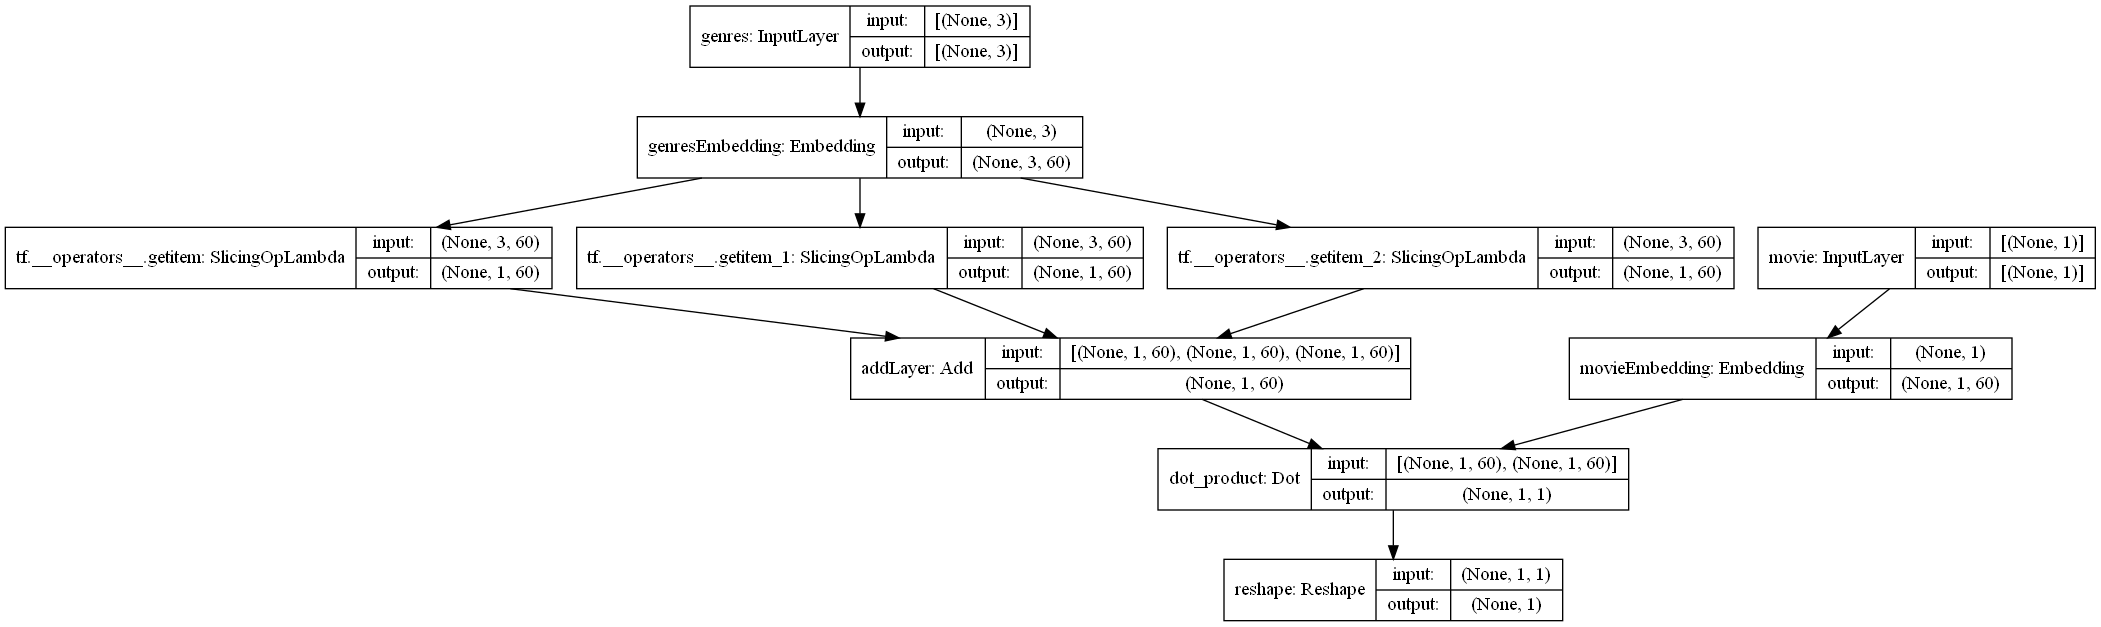 genres: InputLayer
input: [(None, 3)]
output: [(None, 3)]
genresEmbedding: Embedding
input: (None, 3)
output: (None, 3, 60)
tf.__operators__.getitem: SlicingOpLambda
input: (None, 3, 60)
output: (None, 1, 60)
tf.__operators__.getitem_1: SlicingOpLambda
input: (None, 3, 60)
output: (None, 1, 60)
tf.__operators__.getitem_2: SlicingOpLambda
input: (None, 3, 60)
output: (None, 1, 60)
movie: InputLayer
input: [(None, 1)]
output: [(None, 1)]
addLayer: Add
input: [(None, 1, 60), (None, 1, 60), (None, 1, 60)]
output: (None, 1, 60)
movieEmbedding: Embedding
input: (None, 1)
output: (None, 1, 60)
dot_product: Dot
input: [(None, 1, 60), (None, 1, 60)]
output: (None, 1, 1)
reshape: Reshape
input: (None, 1, 1)
output: (None, 1)